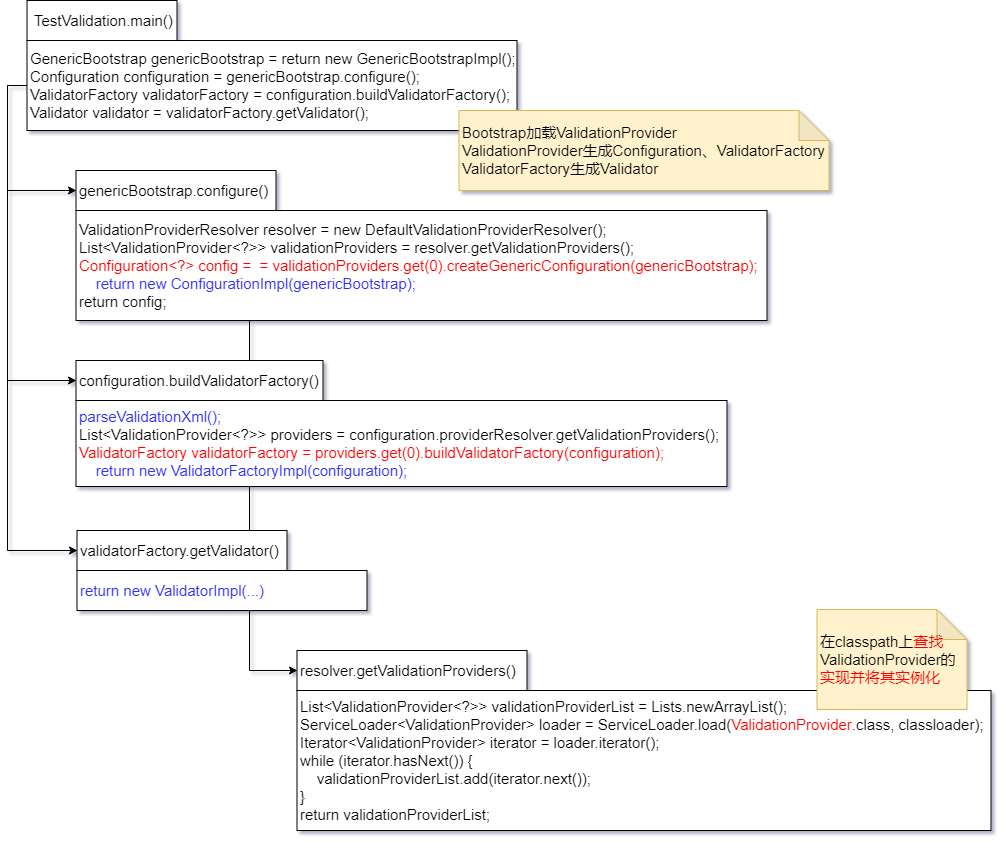 TestValidation.main()
GenericBootstrap genericBootstrap = return new GenericBootstrapImpl();
Configuration configuration = genericBootstrap.configure();
ValidatorFactory validatorFactory = configuration.buildValidatorFactory();
Validator validator = validatorFactory.getValidator();
Bootstrap加载ValidationProvider
ValidationProvider生成Configuration、ValidatorFactory
ValidatorFactory生成Validator
genericBootstrap.configure()
ValidationProviderResolver resolver = new DefaultValidationProviderResolver();
List<ValidationProvider<?>> validationProviders = resolver.getValidationProviders();
Configuration<?> config = = validationProviders.get(0).createGenericConfiguration(genericBootstrap);
return new ConfigurationImpl(genericBootstrap);
return config;
configuration.buildValidatorFactory()
parseValidationXml();
List<ValidationProvider<?>> providers = configuration.providerResolver.getValidationProviders();
ValidatorFactory validatorFactory = providers.get(0).buildValidatorFactory(configuration);
return new ValidatorFactoryImpl(configuration);
validatorFactory.getValidator()
return new ValidatorImpl(...)
在classpath上查找
ValidationProvider的
实现并将其实例化
resolver.getValidationProviders()
List<ValidationProvider<?>> validationProviderList = Lists.newArrayList();
ServiceLoader<ValidationProvider> loader = ServiceLoader.load(ValidationProvider.class, classloader);
Iterator<ValidationProvider> iterator = loader.iterator();
while (iterator.hasNext()) {
validationProviderList.add(iterator.next());
}
return validationProviderList;